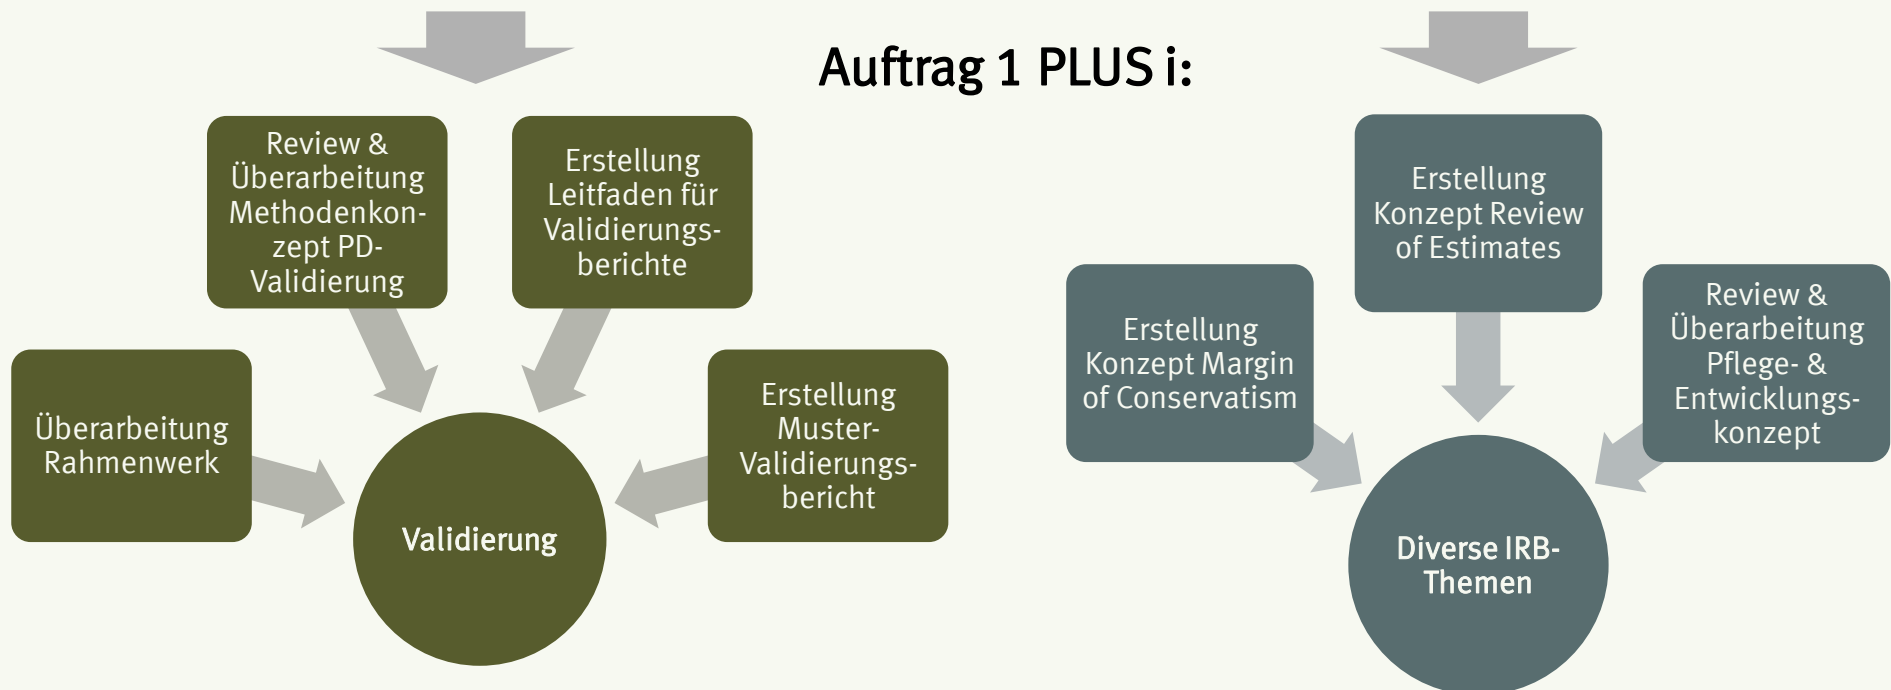 Auftrag 1 PLUS i:
Review &
Überarbeitung
Methodenkon-
zept PD-
Validierung
Erstellung
Leitfaden für
Validierungs-
berichte
Überarbeitung
Rahmenwerk
Erstellung
Muster-
Validierungs-
bericht
Validierung
Erstellung
Konzept Review
of Estimates
Erstellung
Konzept Margin
of Conservatism
Review &
Überarbeitung
Pflege- &
Entwicklungs-
konzept
Diverse IRB-
Themen